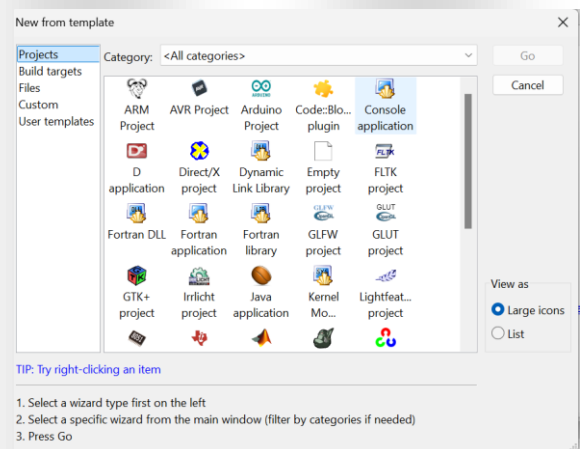 New from template
Projects
Build targets
Files
Custom
User templates
Category: <All categories>
Go
Cancel
ARM Project
AVR Project
Arduino Project
Code::Blo... plugin
Console application
D application
Direct/X project
Dynamic Link Library
Empty project
FLTK project
Fortran DLL
Fortran application
Fortran library
GLFW project
GLUT project
GTK+ project
Irrlicht project
Java application
Kernel Mo...
Lightfeat... project
View as
Large icons
List
TIP: Try right-clicking an item
1. Select a wizard type first on the left
2. Select a specific wizard from the main window (filter by categories if needed)
3. Press Go